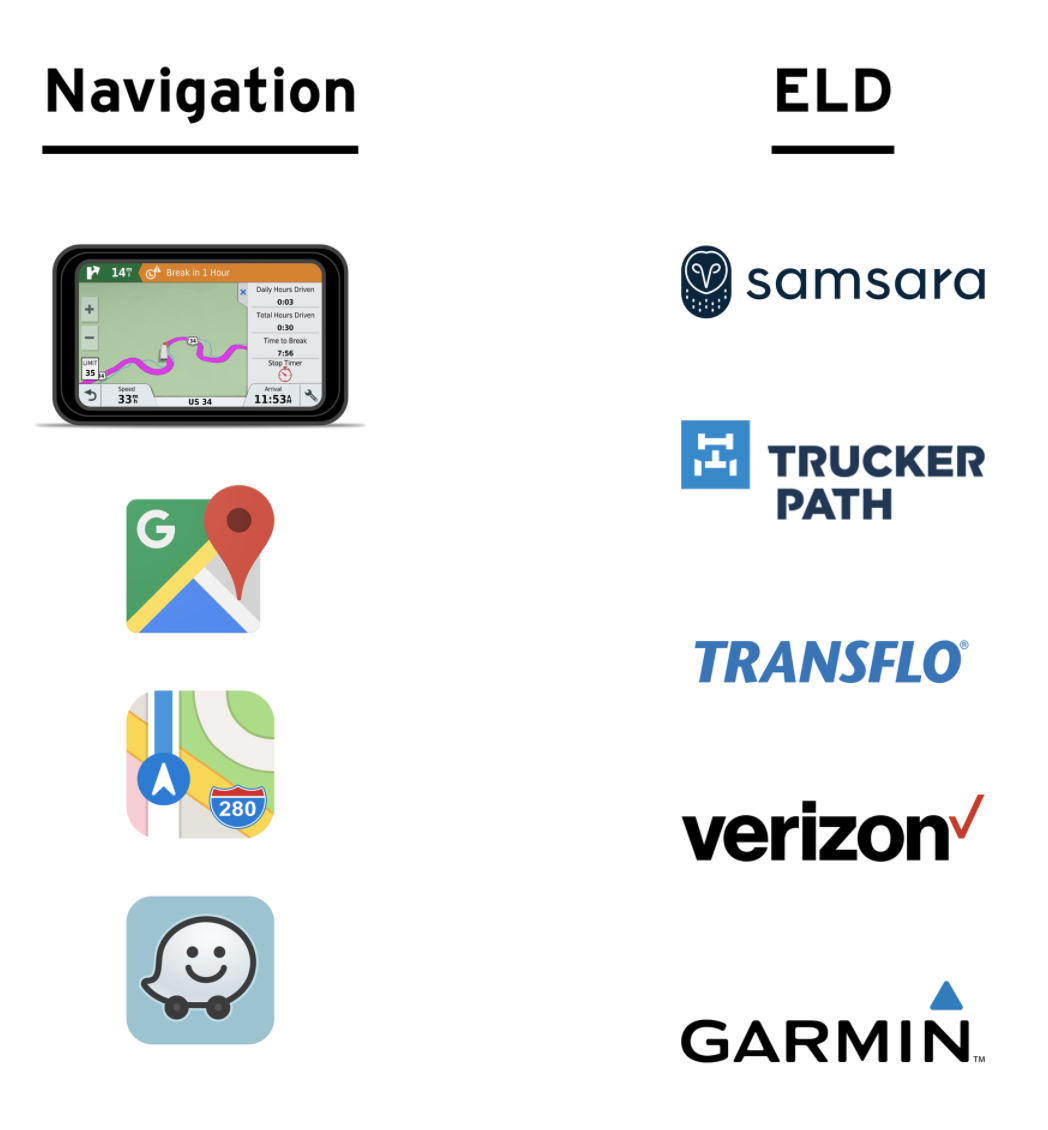 Navigation
ELD
14 m
Break in 1 Hour
Daily Hours Driven
0:03
Total Hours Driven
0:30
Time to Break
7:56
Stop Timer
34
LIMIT
35
34
Speed
33 m h
US 34
Arrival
11:53 A M
G
280
samsara
TRUCKER
PATH
TRANSFLO®
verizon
GARMIN™